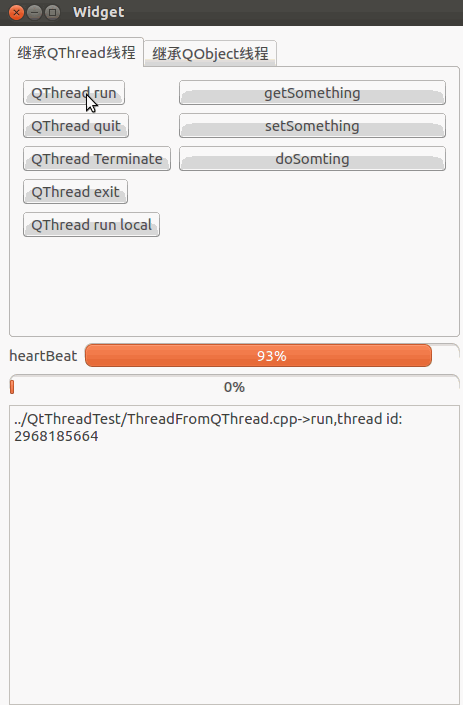 Widget
继承QThread线程 继承QObject线程
QThread run getSomething
QThread quit setSomething
QThread Terminate doSomting
QThread exit
QThread run local
heartBeat 93%
0%
../QtThreadTest/ThreadFromQThread.cpp->run,thread id:
2968185664